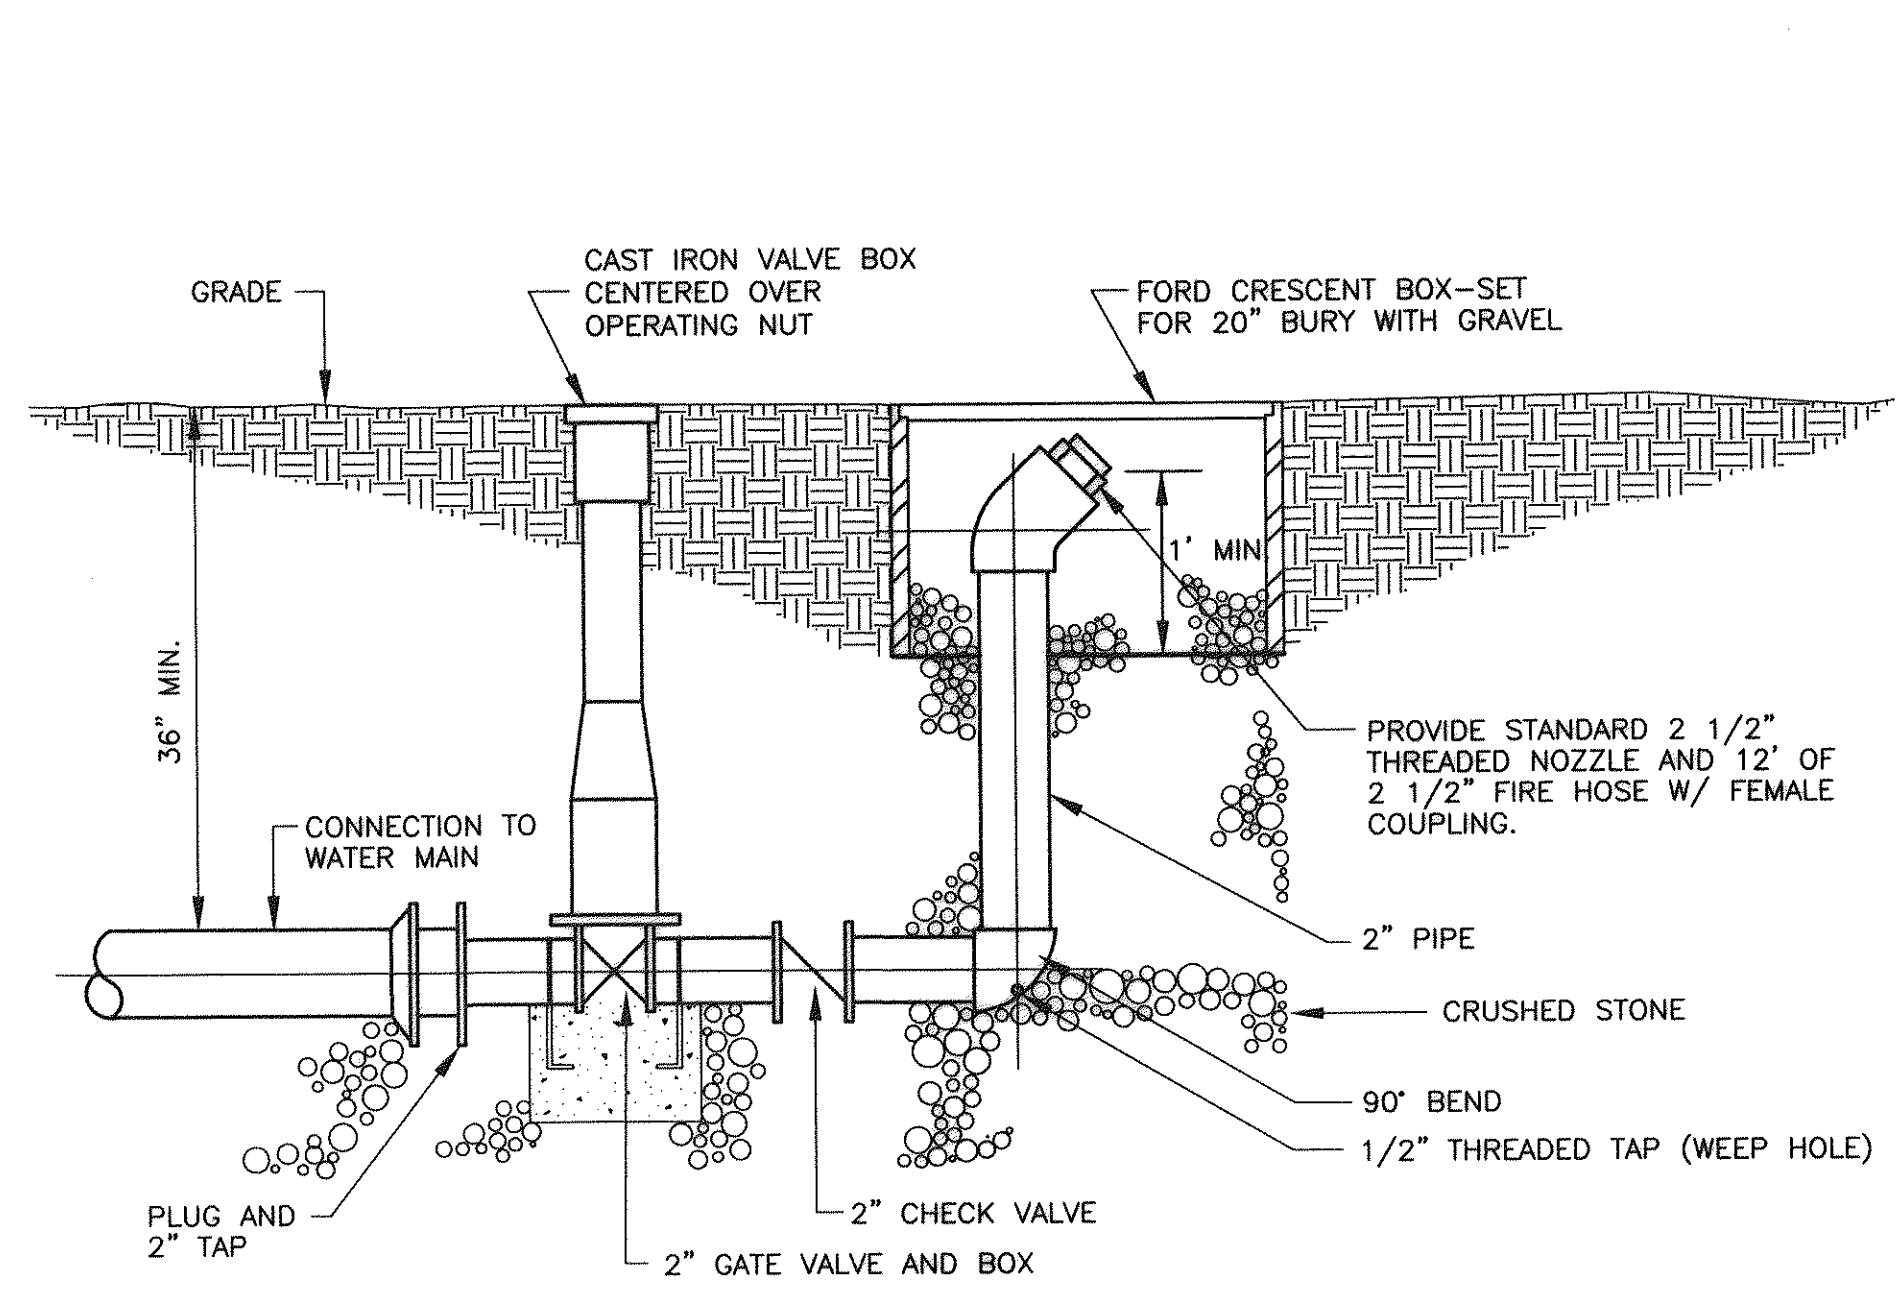 CAST IRON VALVE BOX
CENTERED OVER
OPERATING NUT
GRADE
FORD CRESCENT BOX-SET
FOR 20" BURY WITH GRAVEL
1' MIN
36" MIN.
PROVIDE STANDARD 2 1/2"
THREADED NOZZLE AND 12' OF
2 1/2" FIRE HOSE W/ FEMALE
COUPLING.
CONNECTION TO
WATER MAIN
2" PIPE
CRUSHED STONE
90° BEND
1/2" THREADED TAP (WEEP HOLE)
PLUG AND
2" TAP
2" CHECK VALVE
2" GATE VALVE AND BOX